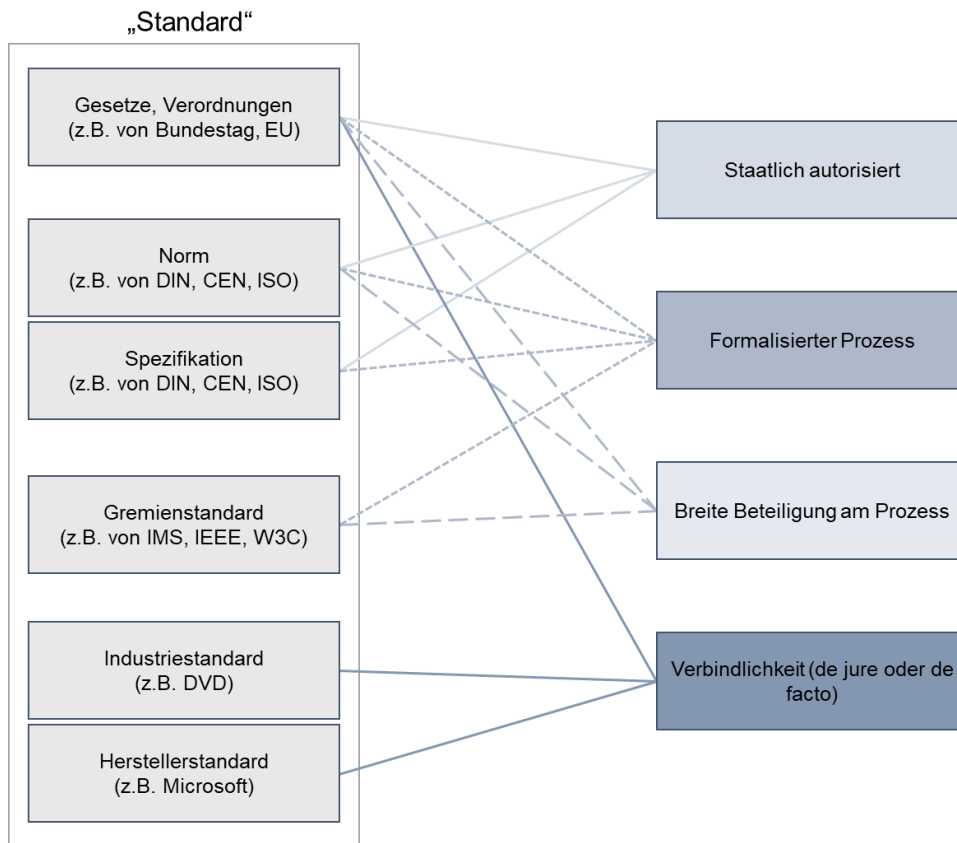 „Standard“
Gesetze, Verordnungen
(z.B. von Bundestag, EU)
Norm
(z.B. von DIN, CEN, ISO)
Spezifikation
(z.B. von DIN, CEN, ISO)
Gremienstandard
(z.B. von IMS, IEEE, W3C)
Industriestandard
(z.B. DVD)
Herstellerstandard
(z.B. Microsoft)
Staatlich autorisiert
Formalisierter Prozess
Breite Beteiligung am Prozess
Verbindlichkeit (de jure oder de
facto)